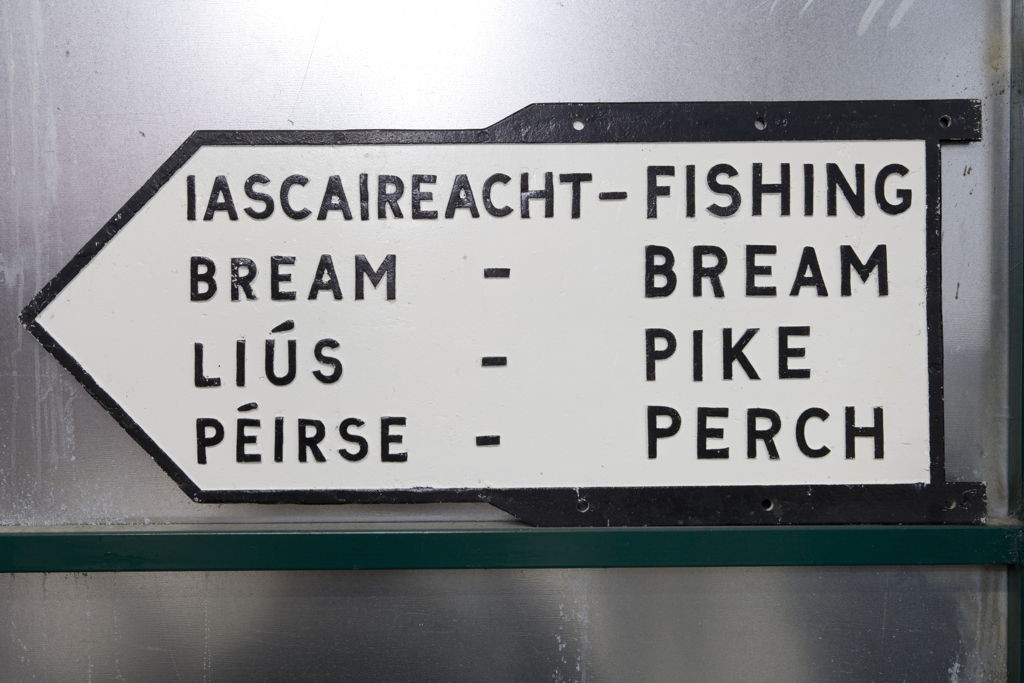 IASCAIREACHT - FISHING
BREAM - BREAM
LIÚS - PIKE
PÉIRSE - PERCH